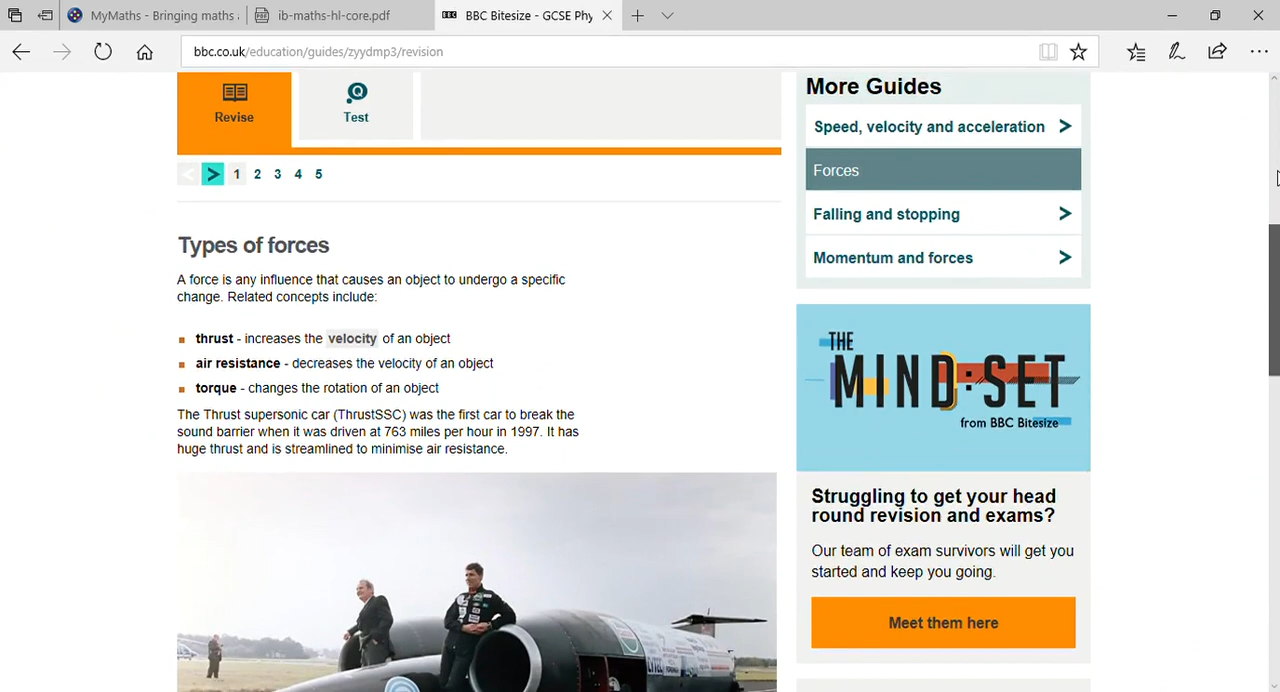 MyMaths - Bringing maths
ib-maths-hl-core.pdf
BBC Bitesize - GCSE Phy
bbc.co.uk/education/guides/zyydmp3/revision
Revise
Test
1 2 3 4 5
Types of forces
A force is any influence that causes an object to undergo a specific
change. Related concepts include:
thrust - increases the velocity of an object
air resistance - decreases the velocity of an object
torque - changes the rotation of an object
The Thrust supersonic car (ThrustSSC) was the first car to break the
sound barrier when it was driven at 763 miles per hour in 1997. It has
huge thrust and is streamlined to minimise air resistance.
More Guides
Speed, velocity and acceleration
Forces
Falling and stopping
Momentum and forces
THE
MIND:SET
from BBC Bitesize
Struggling to get your head
round revision and exams?
Our team of exam survivors will get you
started and keep you going.
Meet them here